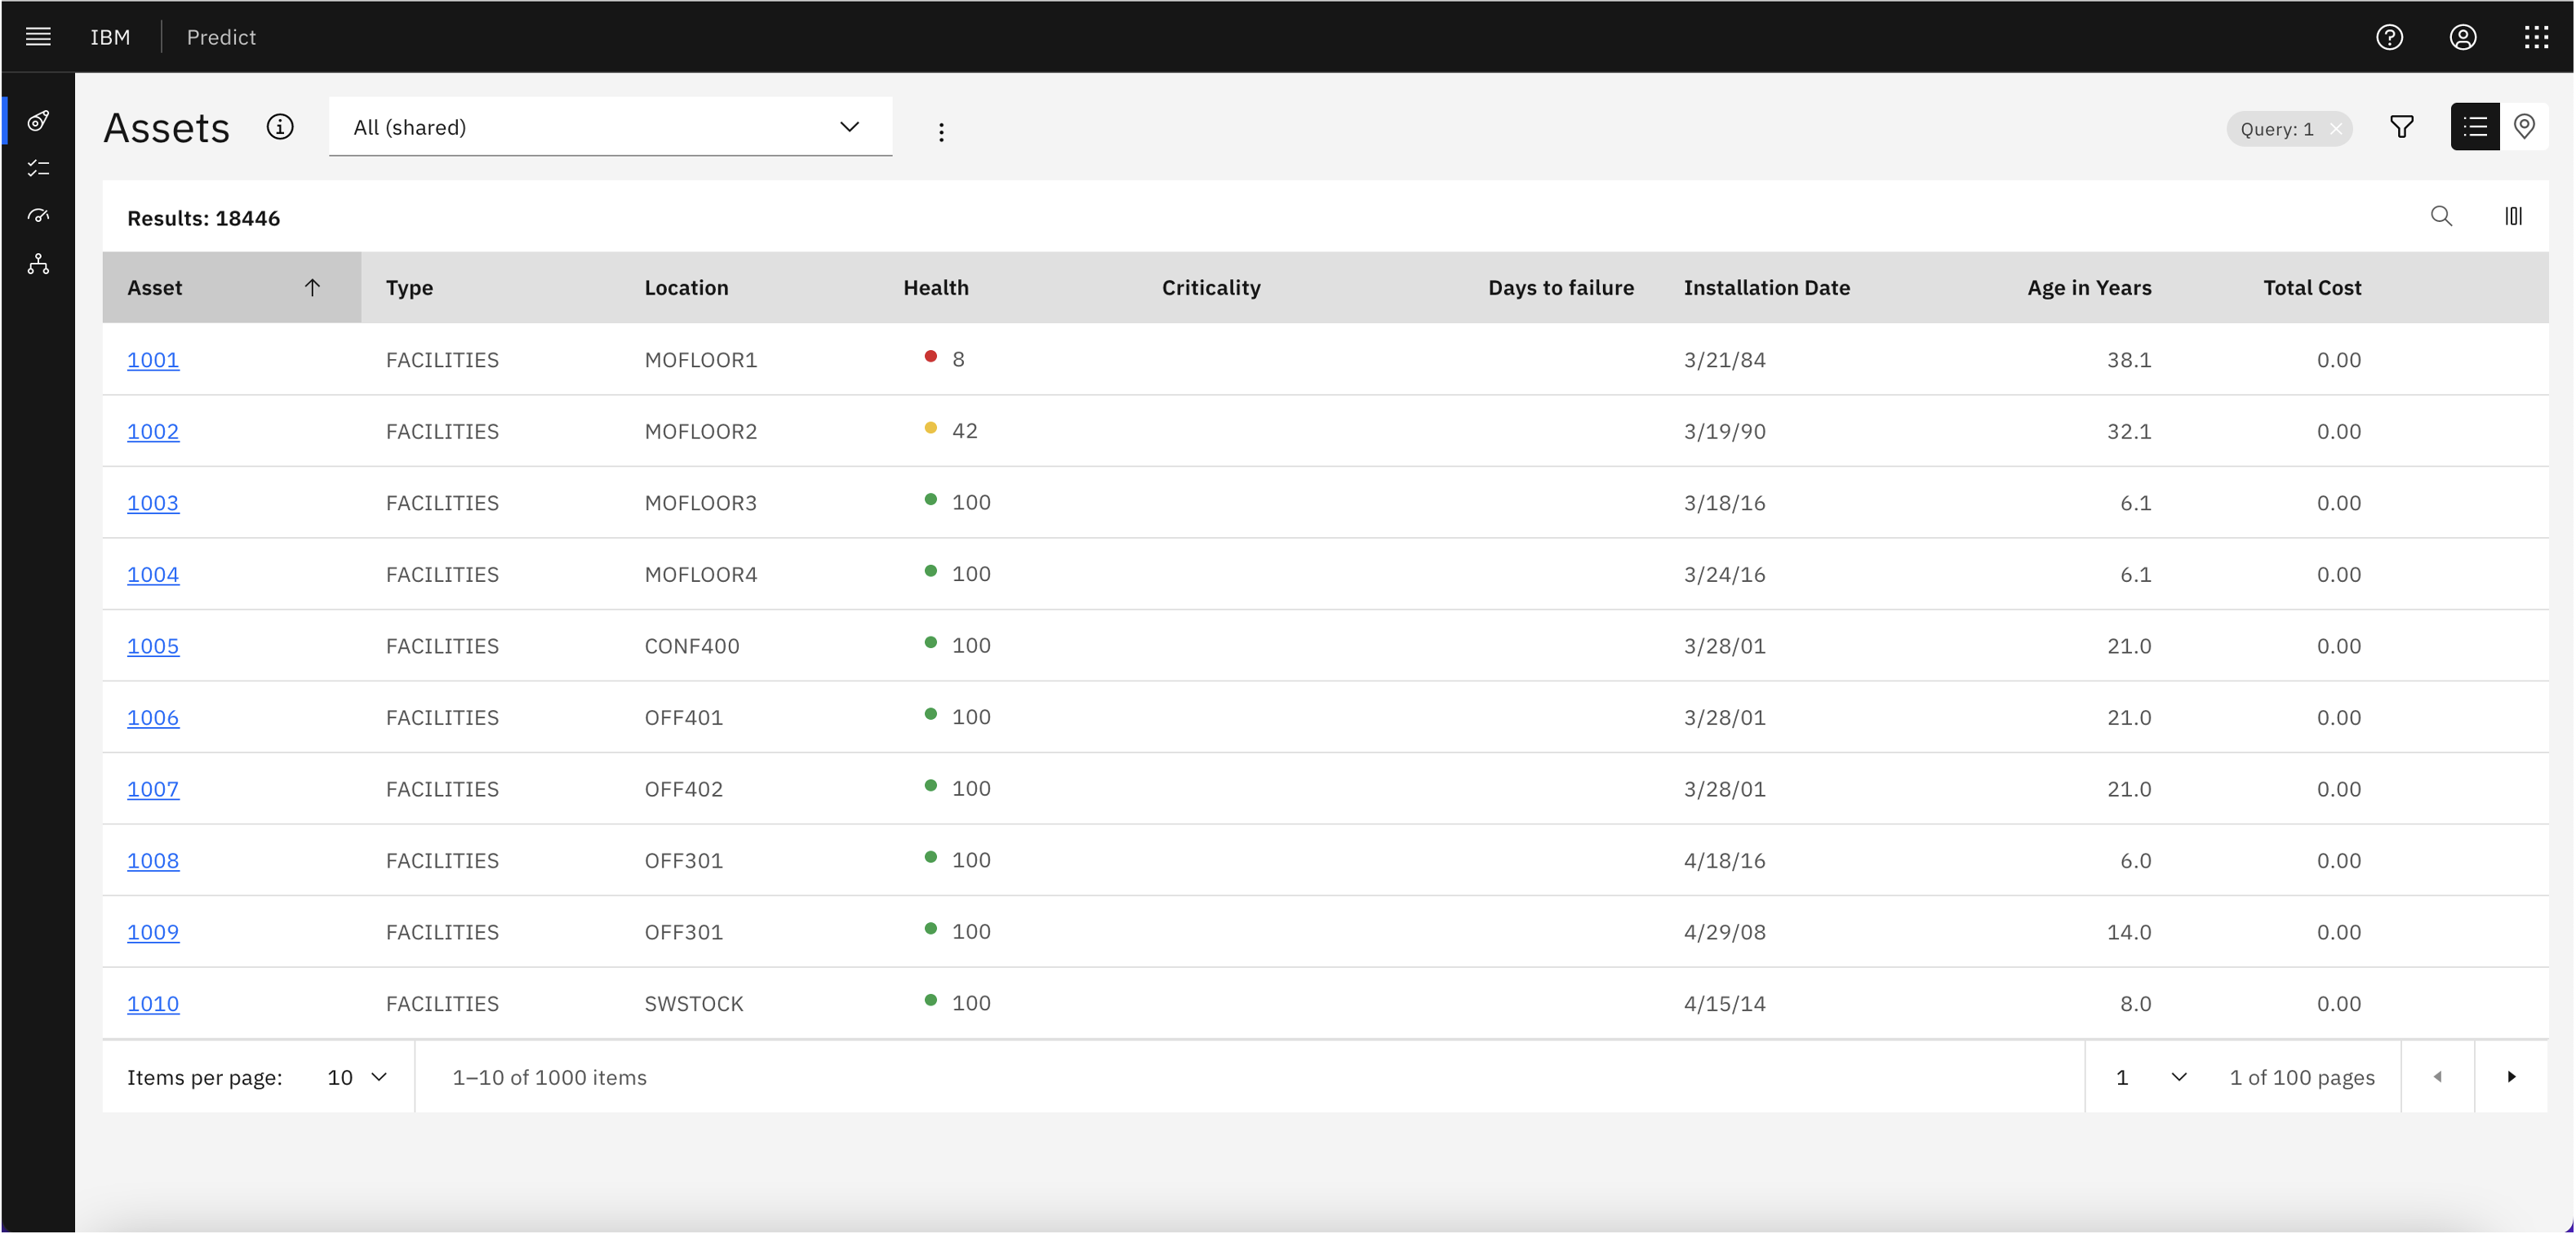 IBM Predict
Assets All (shared) Query: 1
Results: 18446
Asset Type Location Health Criticality Days to failure Installation Date Age in Years Total Cost
1001 FACILITIES MOFLOOR1 8 3/21/84 38.1 0.00
1002 FACILITIES MOFLOOR2 42 3/19/90 32.1 0.00
1003 FACILITIES MOFLOOR3 100 3/18/16 6.1 0.00
1004 FACILITIES MOFLOOR4 100 3/24/16 6.1 0.00
1005 FACILITIES CONF400 100 3/28/01 21.0 0.00
1006 FACILITIES OFF401 100 3/28/01 21.0 0.00
1007 FACILITIES OFF402 100 3/28/01 21.0 0.00
1008 FACILITIES OFF301 100 4/18/16 6.0 0.00
1009 FACILITIES OFF301 100 4/29/08 14.0 0.00
1010 FACILITIES SWSTOCK 100 4/15/14 8.0 0.00
Items per page: 10 1–10 of 1000 items 1 1 of 100 pages